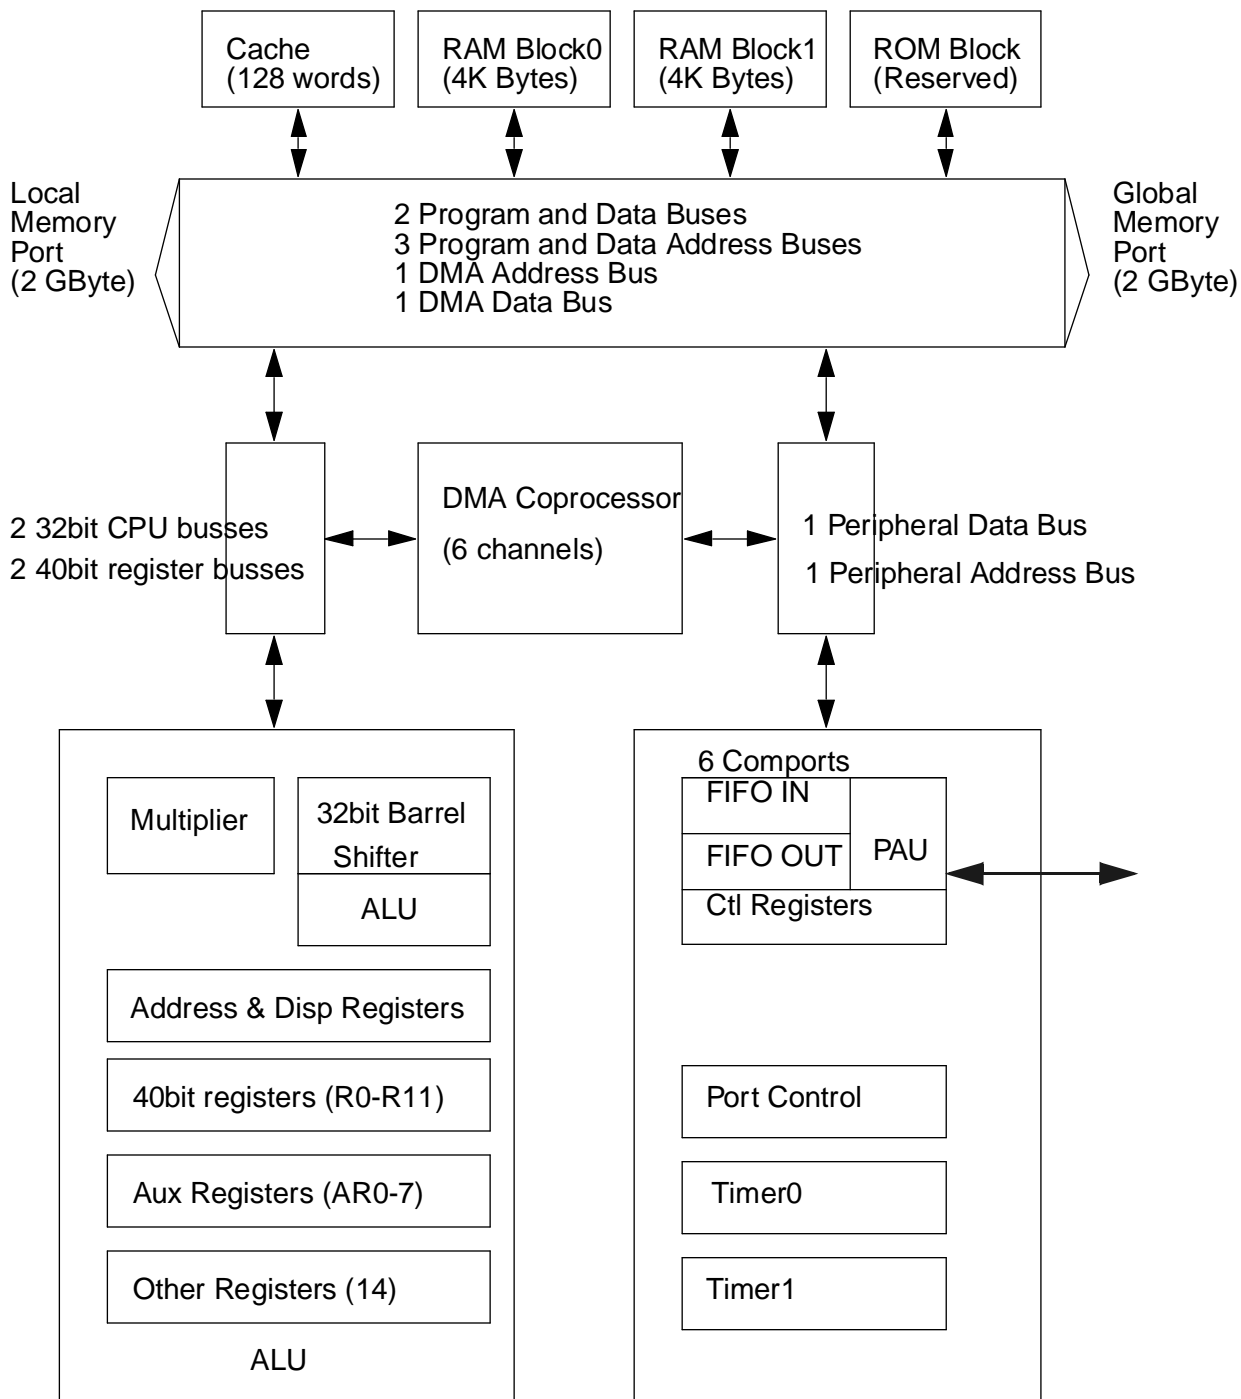 Cache
(128 words)
RAM Block0
(4K Bytes)
RAM Block1
(4K Bytes)
ROM Block
(Reserved)
Local
Memory
Port
(2 GByte)
2 Program and Data Buses
3 Program and Data Address Buses
1 DMA Address Bus
1 DMA Data Bus
Global
Memory
Port
(2 GByte)
2 32bit CPU busses
2 40bit register busses
DMA Coprocessor
(6 channels)
1 Peripheral Data Bus
1 Peripheral Address Bus
Multiplier
32bit Barrel
Shifter
ALU
Address & Disp Registers
40bit registers (R0-R11)
Aux Registers (AR0-7)
Other Registers (14)
ALU
6 Comports
FIFO IN
FIFO OUT
PAU
Ctl Registers
Port Control
Timer0
Timer1